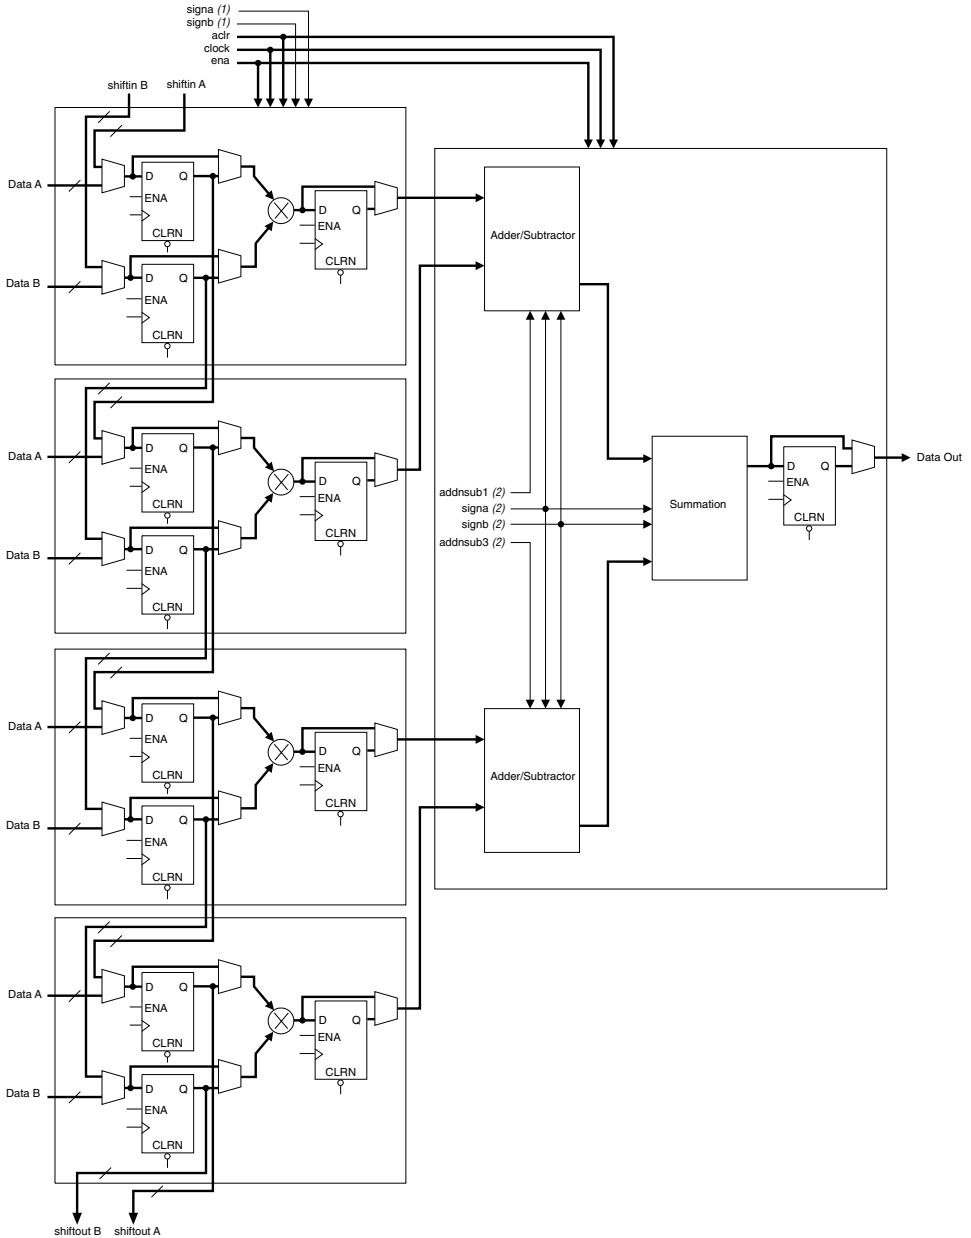 signa (1)
signb (1)
aclr
clock
ena
shiftin B shiftin A
Data A
D Q
ENA
CLRN
Data B
D Q
ENA
CLRN
D Q
ENA
CLRN
Adder/Subtractor
Data A
D Q
ENA
CLRN
Data B
D Q
ENA
CLRN
D Q
ENA
CLRN
addnsub1 (2)
signa (2)
signb (2)
addnsub3 (2)
Summation
D Q
ENA
CLRN
Data Out
Data A
D Q
ENA
CLRN
Data B
D Q
ENA
CLRN
D Q
ENA
CLRN
Adder/Subtractor
Data A
D Q
ENA
CLRN
Data B
D Q
ENA
CLRN
D Q
ENA
CLRN
shiftout B shiftout A